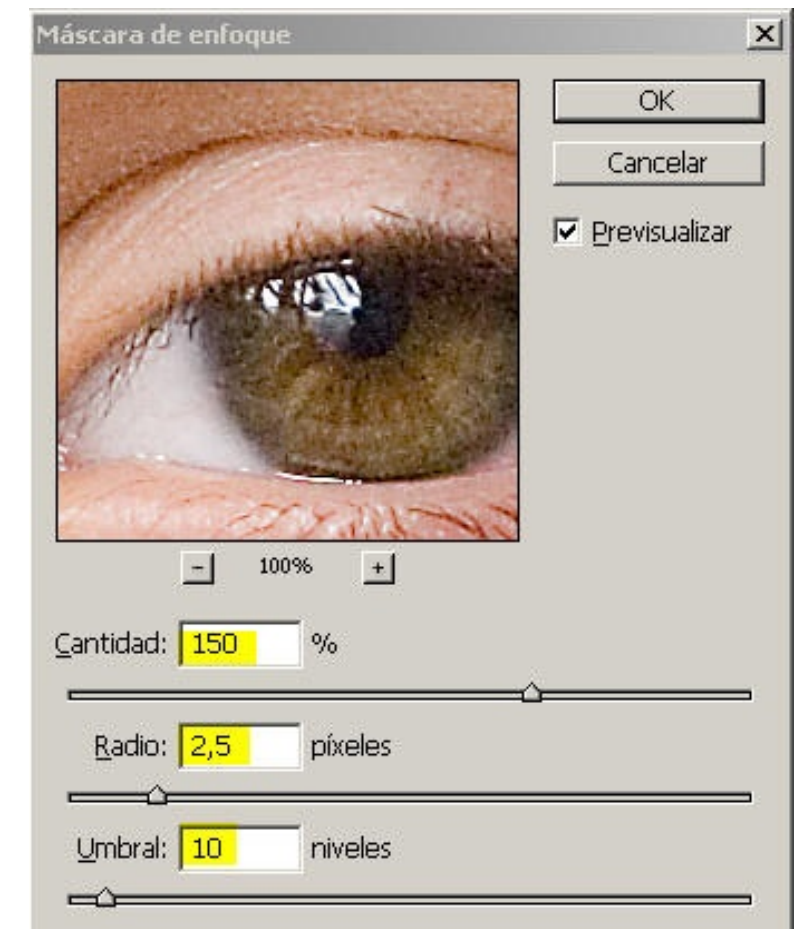 Máscara de enfoque
OK
Cancelar
Previsualizar
- 100% +
Cantidad: 150 %
Radio: 2,5 píxeles
Umbral: 10 niveles